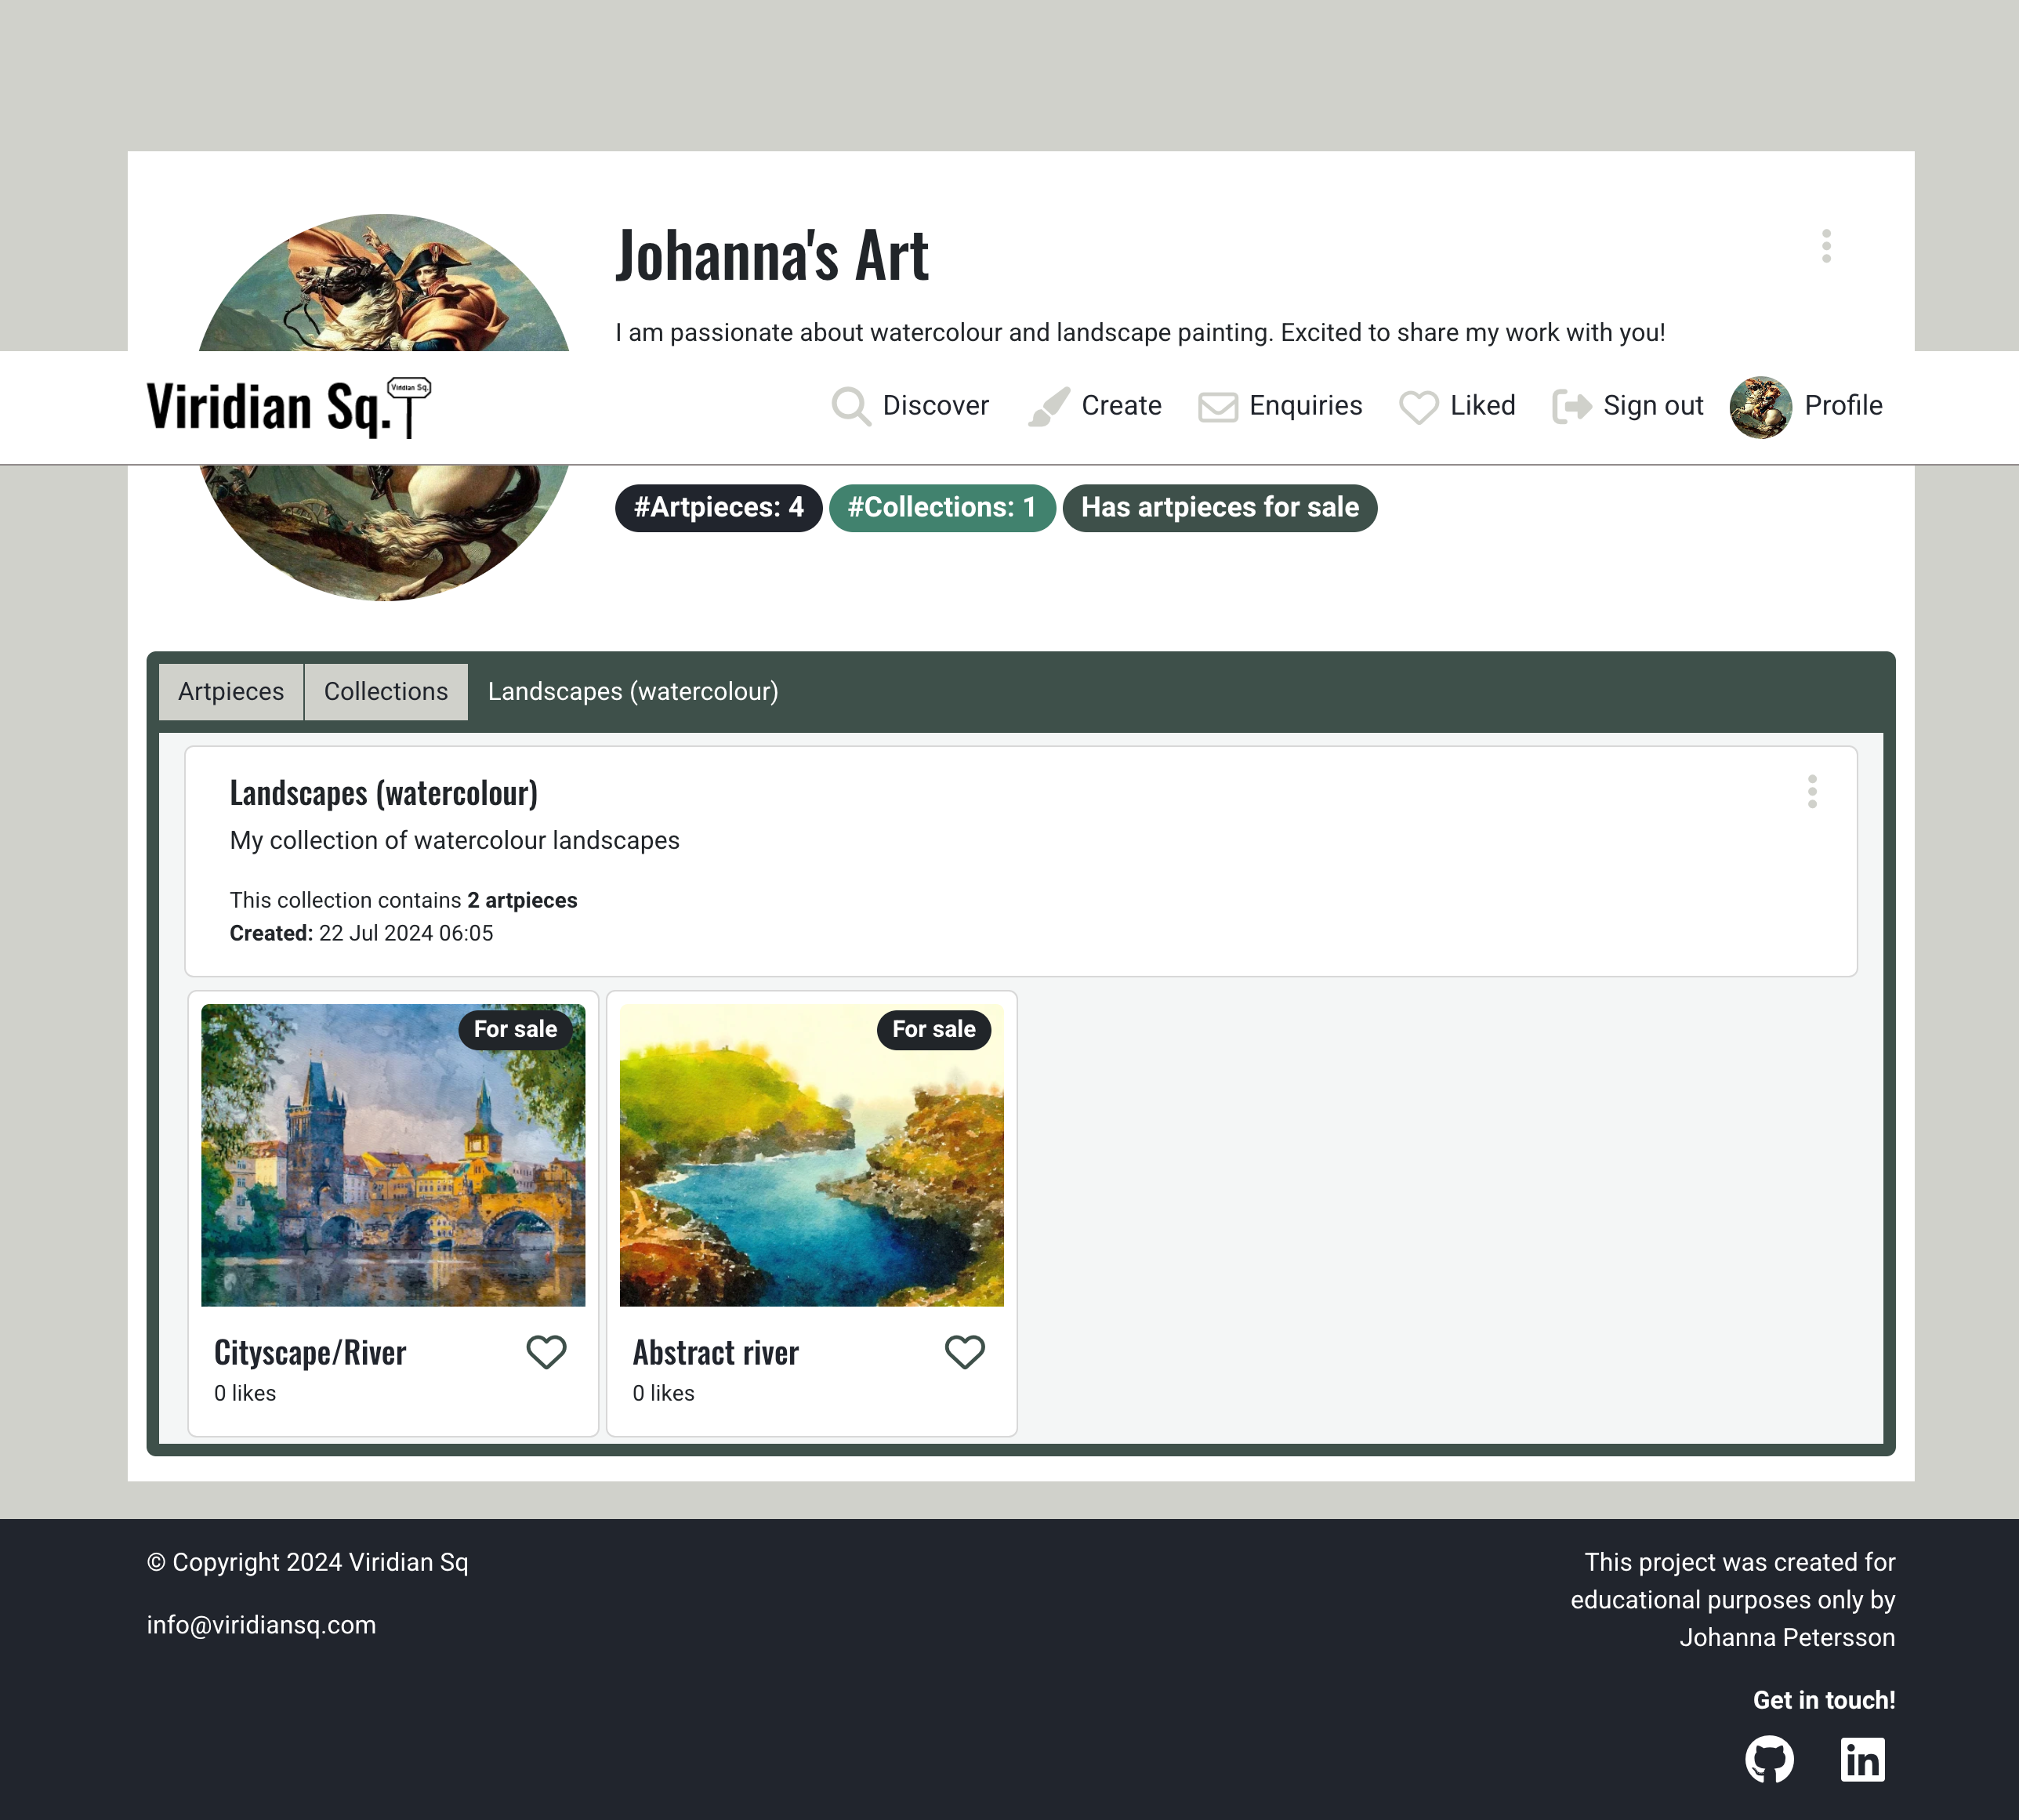 Johanna's Art
I am passionate about watercolour and landscape painting. Excited to share my work with you!
Viridian Sq.
Viridian Sq.
Discover
Create
Enquiries
Liked
Sign out
Profile
#Artpieces: 4
#Collections: 1
Has artpieces for sale
Artpieces
Collections
Landscapes (watercolour)
Landscapes (watercolour)
My collection of watercolour landscapes
This collection contains 2 artpieces
Created: 22 Jul 2024 06:05
For sale
Cityscape/River
0 likes
For sale
Abstract river
0 likes
© Copyright 2024 Viridian Sq
info@viridiansq.com
This project was created for
educational purposes only by
Johanna Petersson
Get in touch!
in